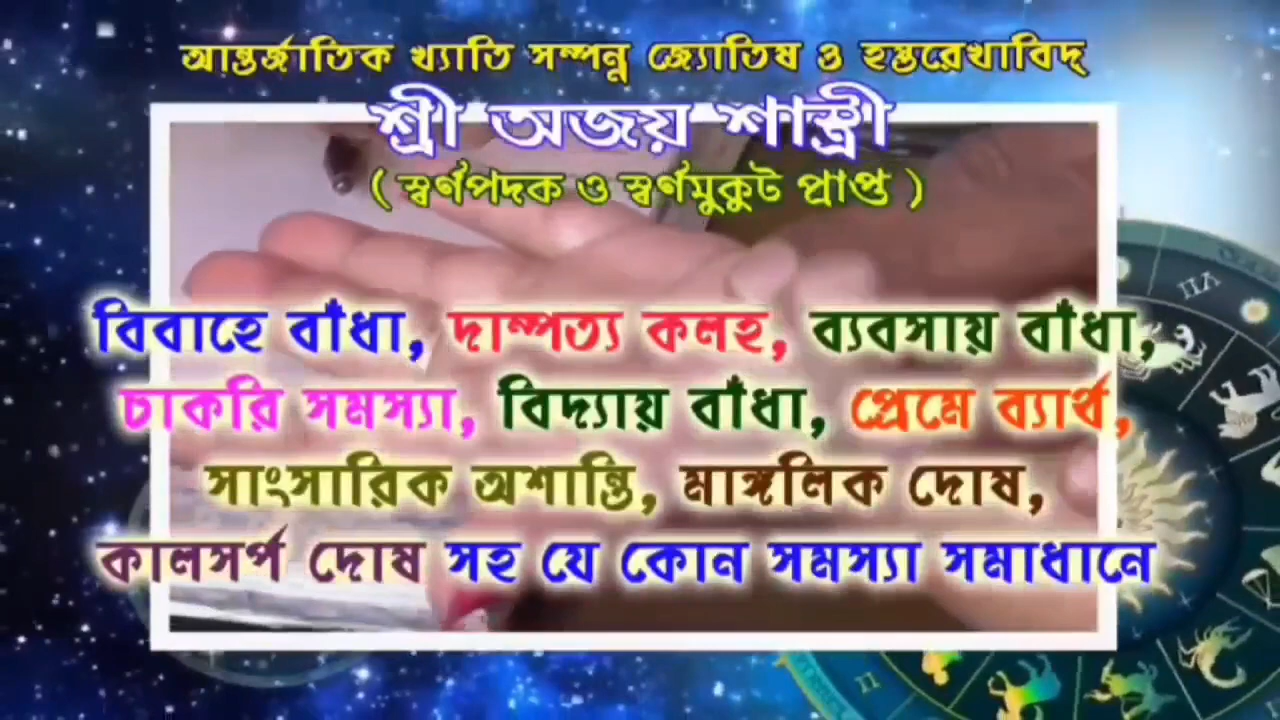 আন্তর্জাতিক খ্যাতি সম্পন্ন জ্যোতিষ ও হস্তরেখাবিদ্
শ্রী অজয় শাস্ত্রী
( স্বর্ণপদক ও স্বর্ণমুকুট প্রাপ্ত )
বিবাহে বাঁধা, দাম্পত্য কলহ, ব্যবসায় বাঁধা,
চাকরি সমস্যা, বিদ্যায় বাঁধা, প্রেমে ব্যার্থ,
সাংসারিক অশান্তি, মাঙ্গলিক দোষ,
কালসর্প দোষ সহ যে কোন সমস্যা সমাধানে